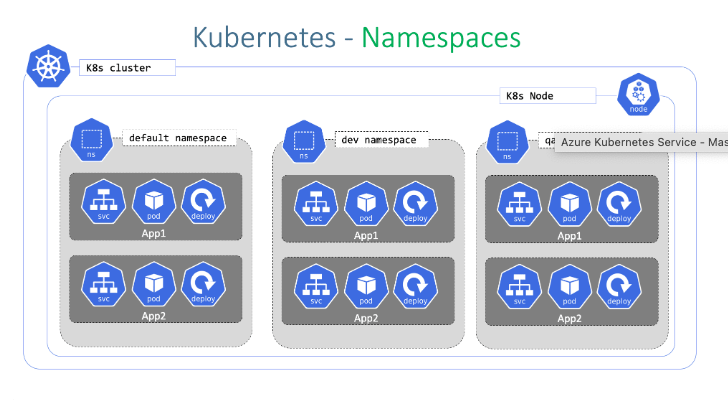 Kubernetes - Namespaces
K8s cluster
K8s Node
node
default namespace
ns
dev namespace
ns
Azure Kubernetes Service - Mas
ns
svc pod deploy
App1
svc pod deploy
App1
svc pod deploy
App1
svc pod deploy
App2
svc pod deploy
App2
svc pod deploy
App2